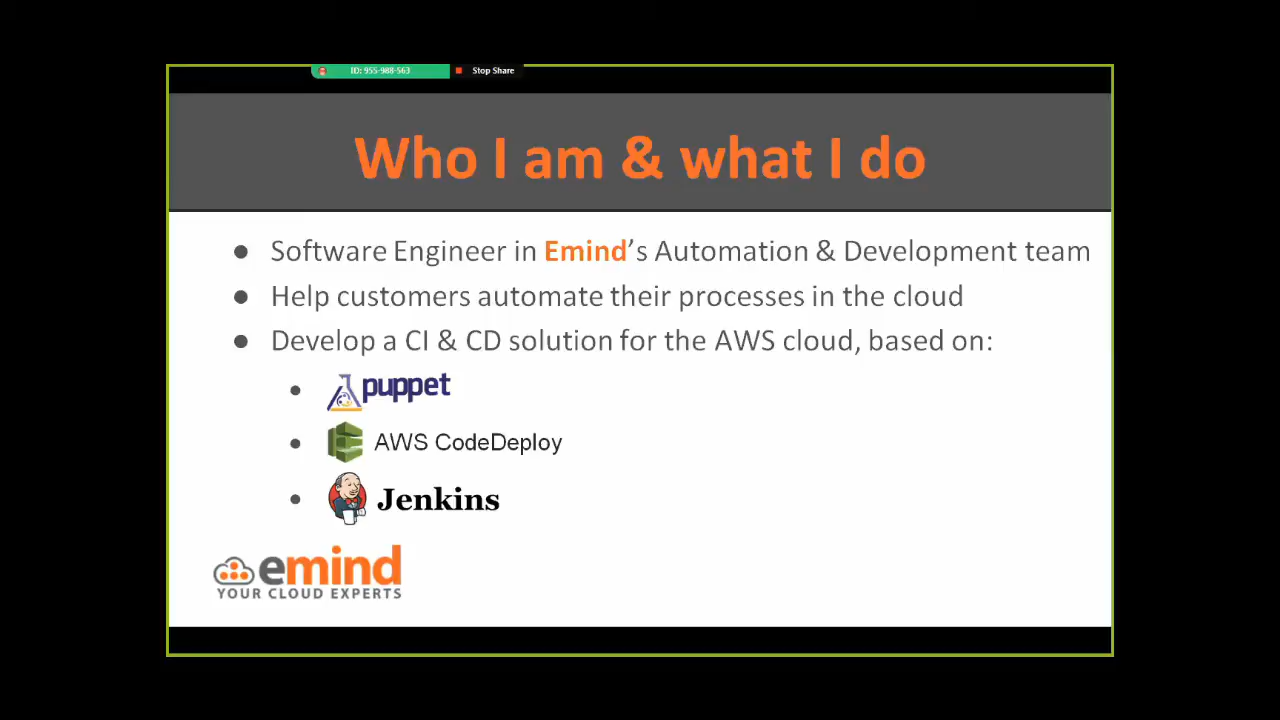 ID: 955-988-563 Stop Share
Who I am & what I do
● Software Engineer in Emind's Automation & Development team
● Help customers automate their processes in the cloud
● Develop a CI & CD solution for the AWS cloud, based on:
● puppet
● AWS CodeDeploy
● Jenkins
emind
YOUR CLOUD EXPERTS